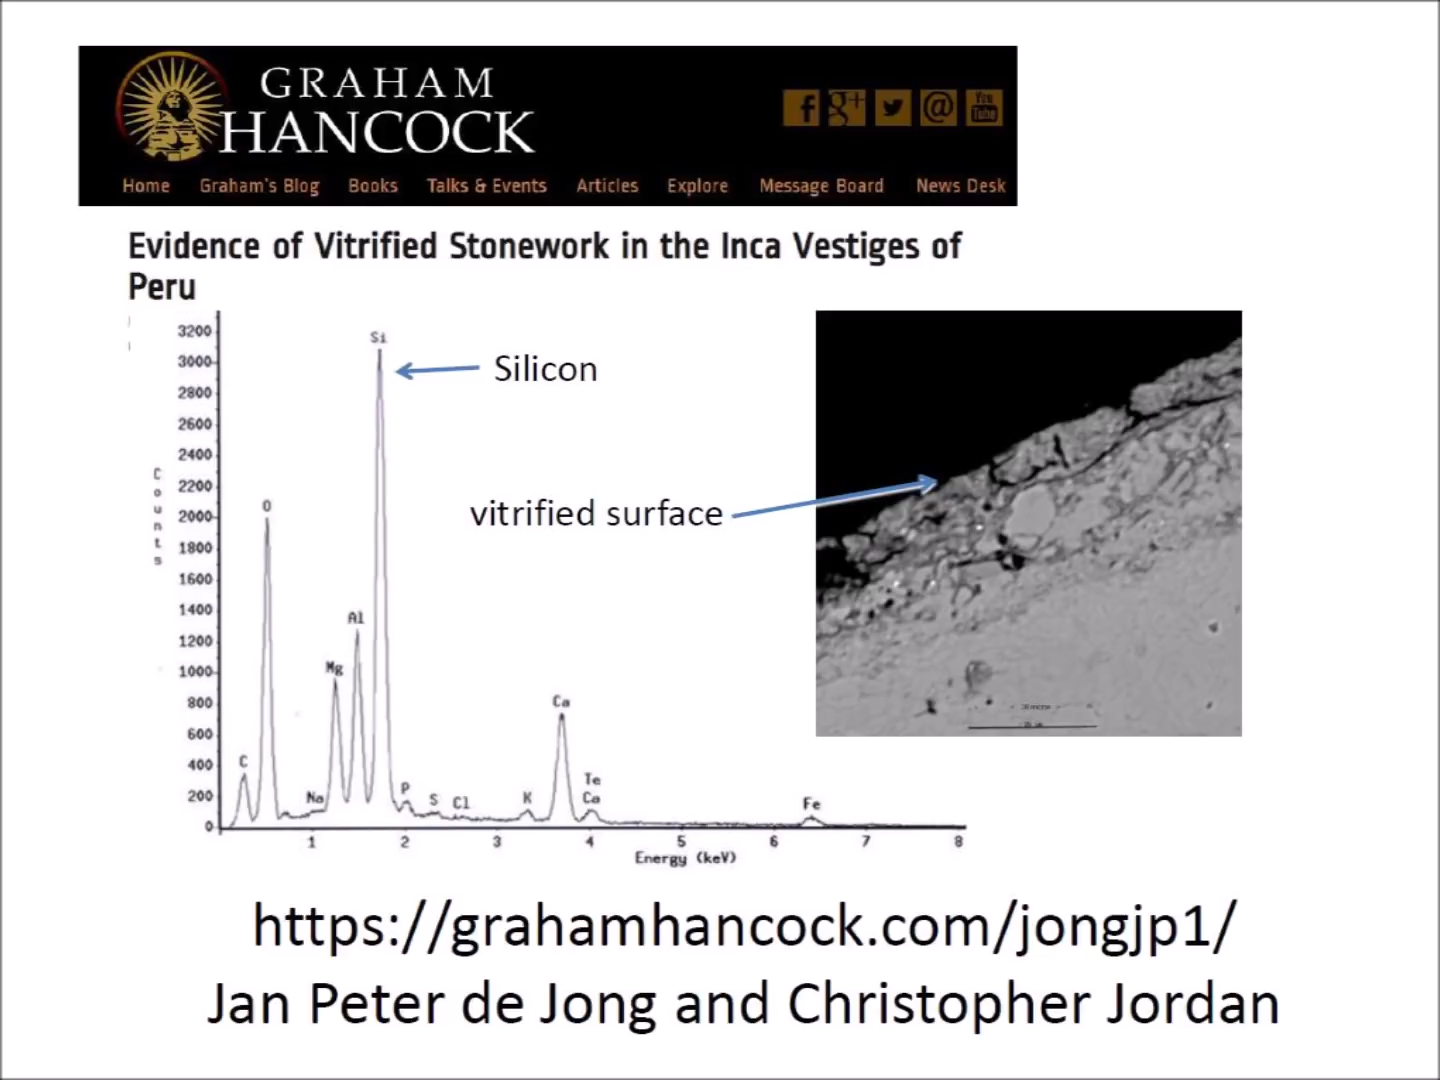 GRAHAM
HANCOCK
f g+ @ You Tube
Home Graham's Blog Books Talks & Events Articles Explore Message Board News Desk
Evidence of Vitrified Stonework in the Inca Vestiges of
Peru
Counts
3200
3000
2800
2600
2400
2200
2000
1800
1600
1400
1200
1000
800
600
400
200
0
Si
Silicon
vitrified surface
O
Al
Mg
Ca
C
Na
P
S
Cl
K
Te
Ca
Fe
1 2 3 4 5 6 7 8
Energy (keV)
https://grahamhancock.com/jongjp1/
Jan Peter de Jong and Christopher Jordan